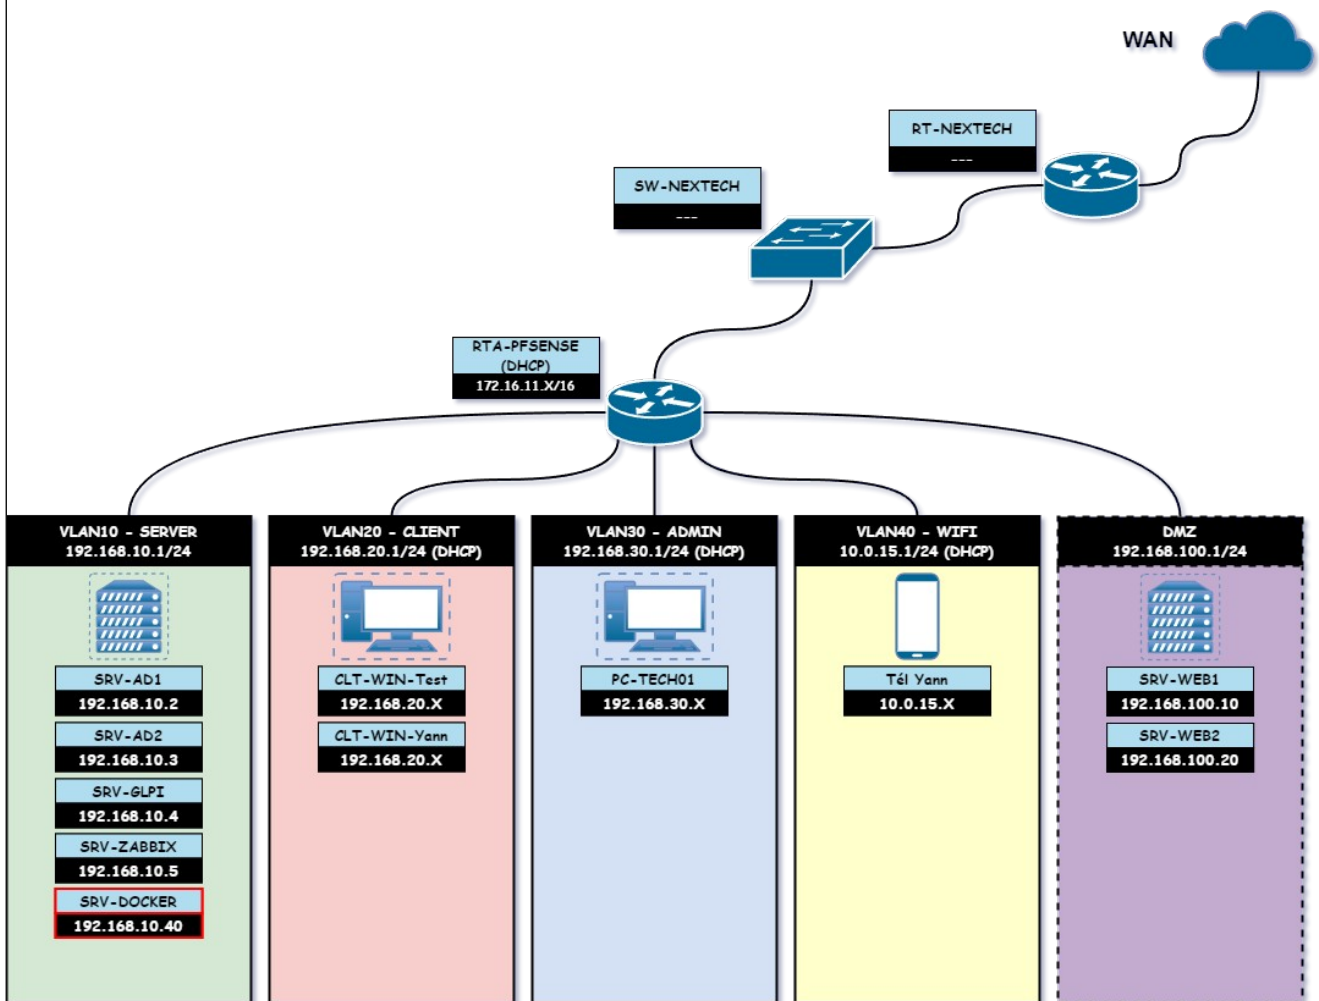 WAN
RT-NEXTECH
---
SW-NEXTECH
---
RTA-PFSENSE
(DHCP)
172.16.11.X/16
VLAN10 - SERVER
192.168.10.1/24
SRV-AD1
192.168.10.2
SRV-AD2
192.168.10.3
SRV-GLPI
192.168.10.4
SRV-ZABBIX
192.168.10.5
SRV-DOCKER
192.168.10.40
VLAN20 - CLIENT
192.168.20.1/24 (DHCP)
CLT-WIN-Test
192.168.20.X
CLT-WIN-Yann
192.168.20.X
VLAN30 - ADMIN
192.168.30.1/24 (DHCP)
PC-TECH01
192.168.30.X
VLAN40 - WIFI
10.0.15.1/24 (DHCP)
Tél Yann
10.0.15.X
DMZ
192.168.100.1/24
SRV-WEB1
192.168.100.10
SRV-WEB2
192.168.100.20